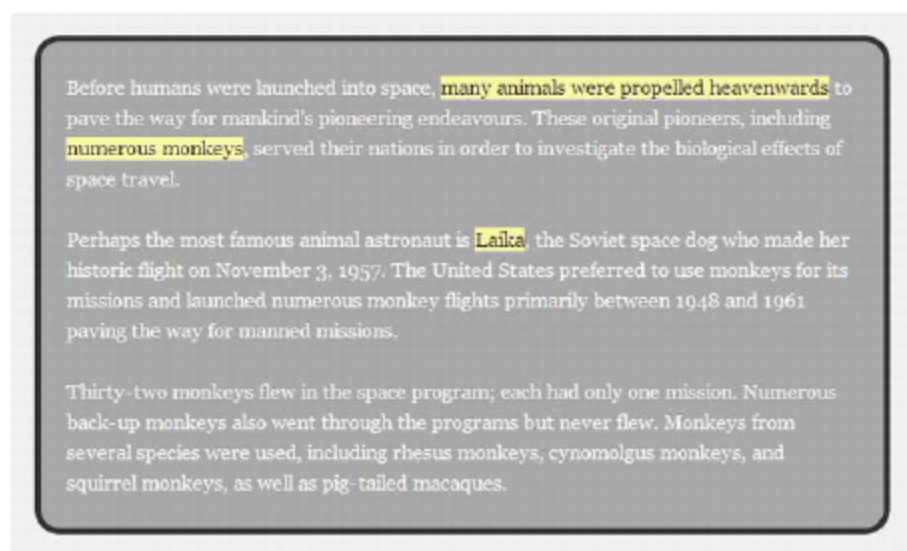 Before humans were launched into space, many animals were propelled heavenwards to
pave the way for mankind's pioneering endeavours. These original pioneers, including
numerous monkeys, served their nations in order to investigate the biological effects of
space travel.
Perhaps the most famous animal astronaut is Laika, the Soviet space dog who made her
historic flight on November 3, 1957. The United States preferred to use monkeys for its
missions and launched numerous monkey flights primarily between 1948 and 1961
paving the way for manned missions.
Thirty-two monkeys flew in the space program; each had only one mission. Numerous
back-up monkeys also went through the programs but never flew. Monkeys from
several species were used, including rhesus monkeys, cynomolgus monkeys, and
squirrel monkeys, as well as pig-tailed macaques.